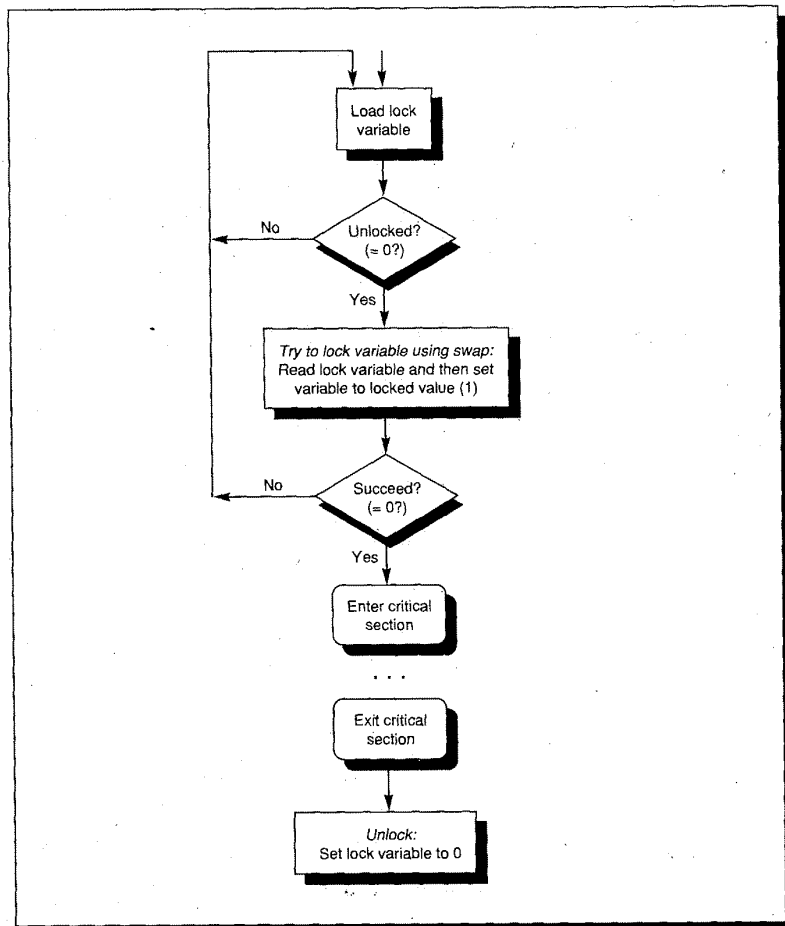 Load lock
variable
No
Unlocked?
(= 0?)
Yes
Try to lock variable using swap:
Read lock variable and then set
variable to locked value (1)
No
Succeed?
(= 0?)
Yes
Enter critical
section
. . .
Exit critical
section
Unlock:
Set lock variable to 0